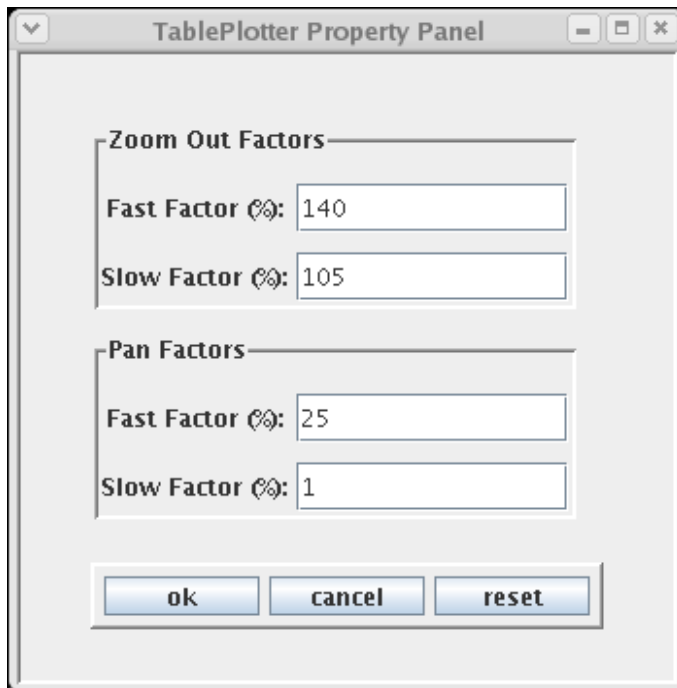 TablePlotter Property Panel
Zoom Out Factors
Fast Factor (%): 140
Slow Factor (%): 105
Pan Factors
Fast Factor (%): 25
Slow Factor (%): 1
ok cancel reset